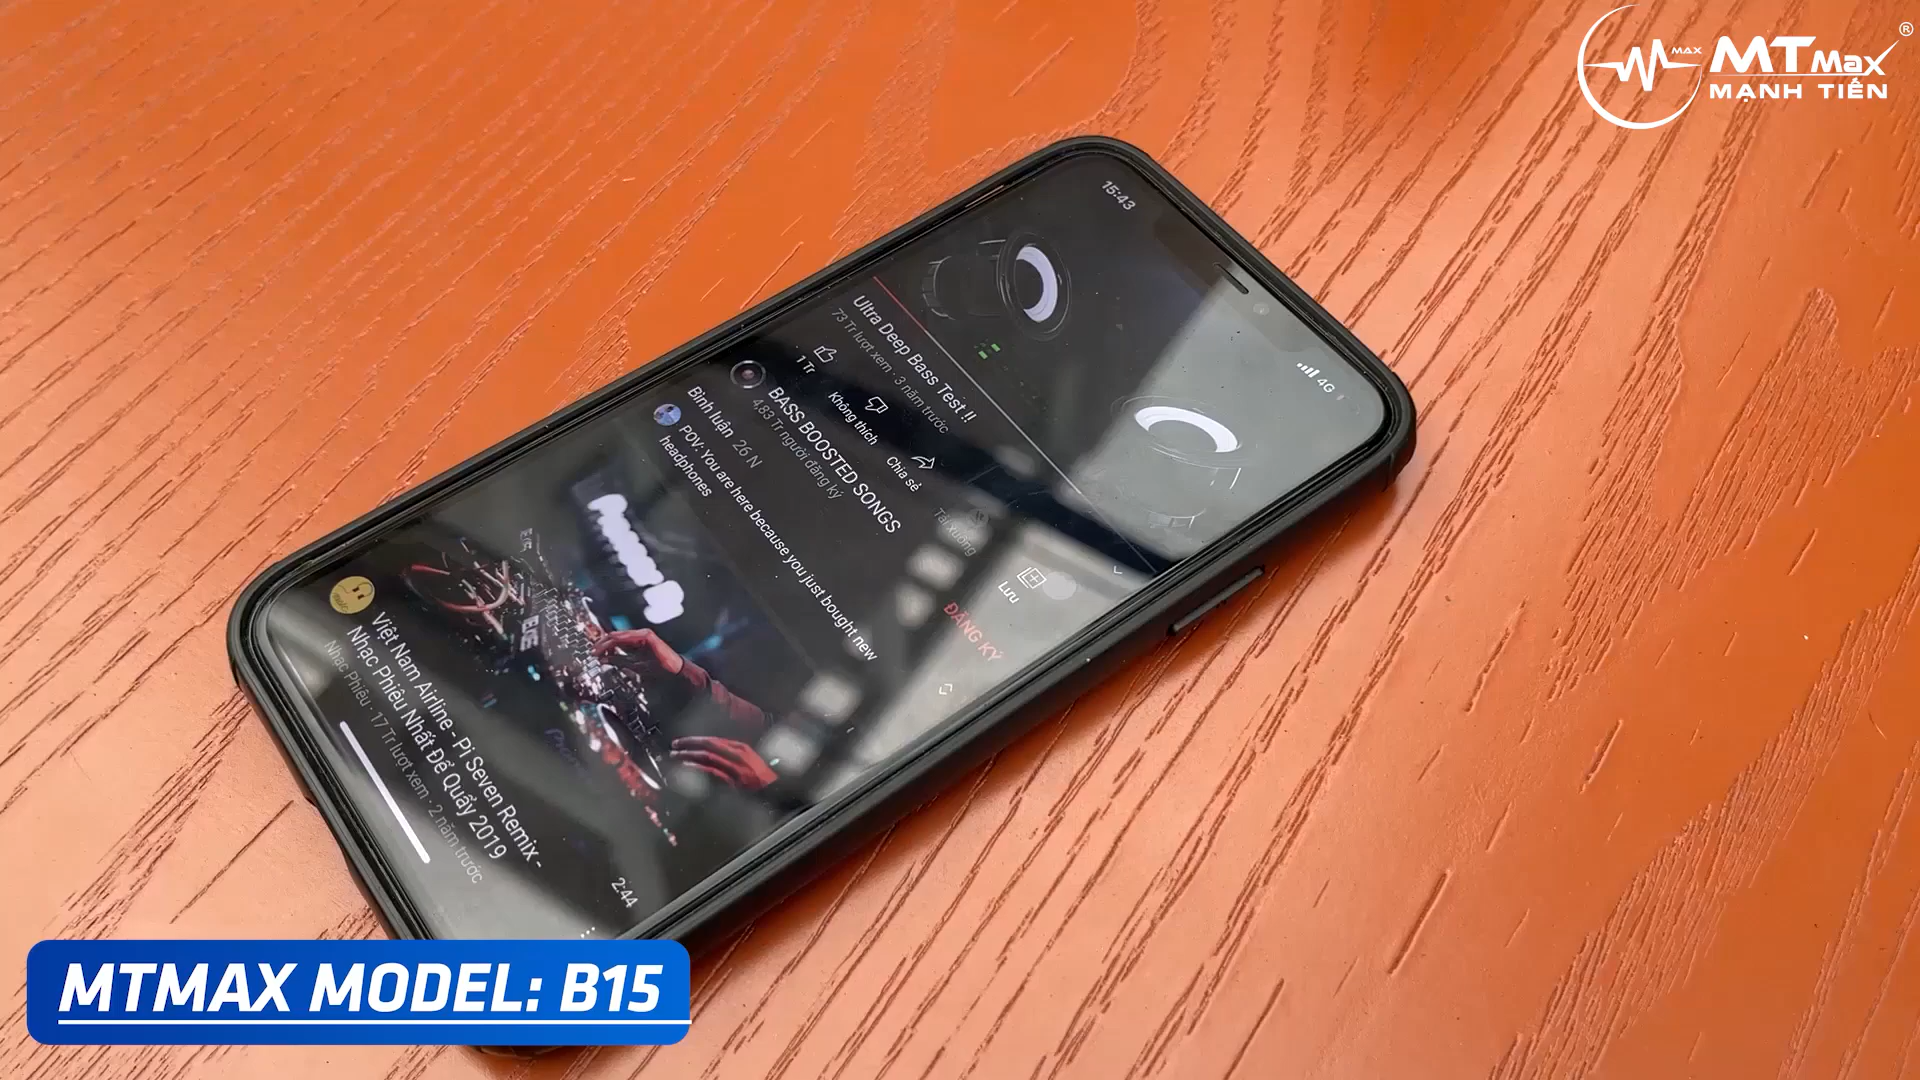 MAX
MTMax
®
MẠNH TIẾN
15:43
4G
Ultra Deep Bass Test !!
73 Tr lượt xem · 3 năm trước
1 Tr
Không thích
Chia sẻ
Tải xuống
Lưu
BASS BOOSTED SONGS
4,83 Tr người đăng ký
ĐĂNG KÝ
Bình luận 26 N
POV: You are here because you just bought new
headphones
Việt Nam Airline - Pi Seven Remix -
Nhạc Phiêu Nhất Để Quẩy 2019
Nhạc Phiêu · 17 Tr lượt xem · 2 năm trước
2:44
MTMAX MODEL: B15